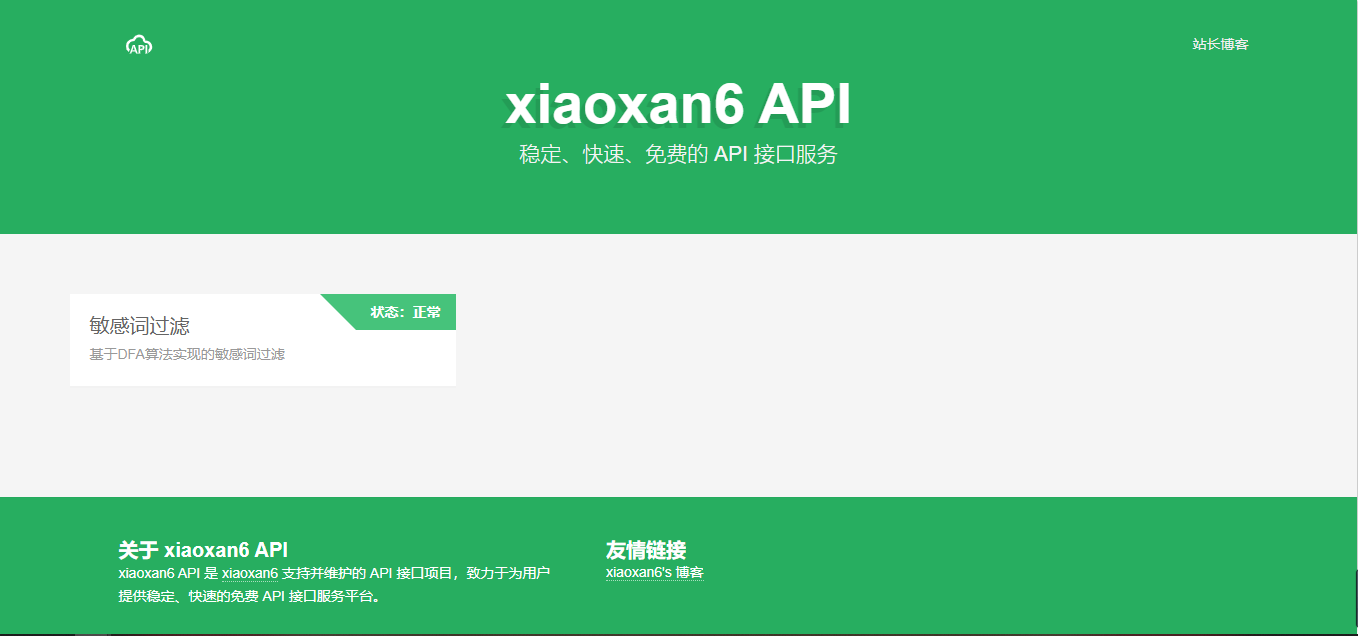 API
站长博客
xiaoxan6 API
稳定、快速、免费的 API 接口服务
状态：正常
敏感词过滤
基于DFA算法实现的敏感词过滤
关于 xiaoxan6 API
xiaoxan6 API 是 xiaoxan6 支持并维护的 API 接口项目，致力于为用户
提供稳定、快速的免费 API 接口服务平台。
友情链接
xiaoxan6's 博客